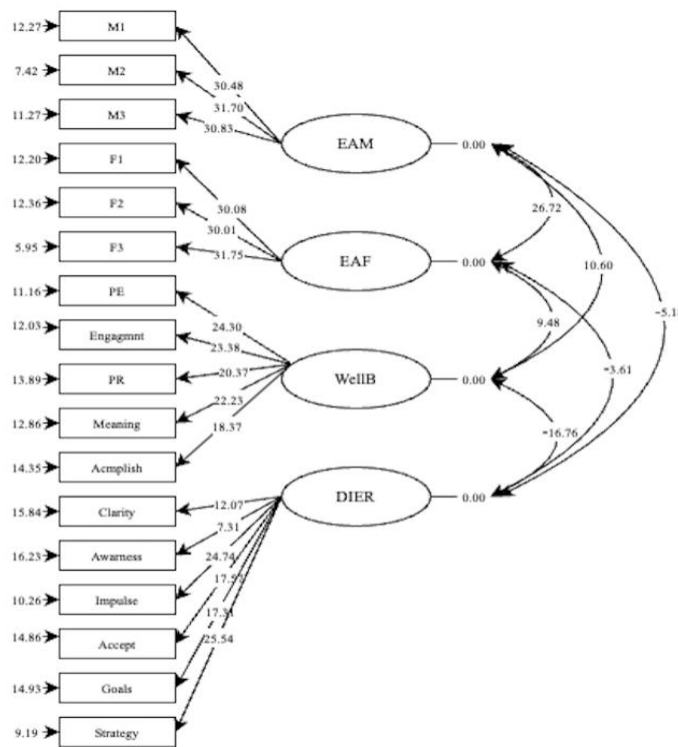 12.27 M1
7.42 M2
30.48
31.70
11.27 M3
30.83
EAM 0.00
12.20 F1
12.36 F2
30.08
26.72
30.01
5.95 F3
31.75
EAF 0.00
10.60
11.16 PE
24.30
9.48
12.03 Engagmnt
23.38
13.89 PR
20.37
WellB 0.00
-3.61
22.23
12.86 Meaning
18.37
-16.76
14.35 Acmplish
DIER 0.00
15.84 Clarity
12.07
7.31
16.23 Awarness
24.74
10.26 Impulse
17.57
17.31
14.86 Accept
25.54
14.93 Goals
9.19 Strategy